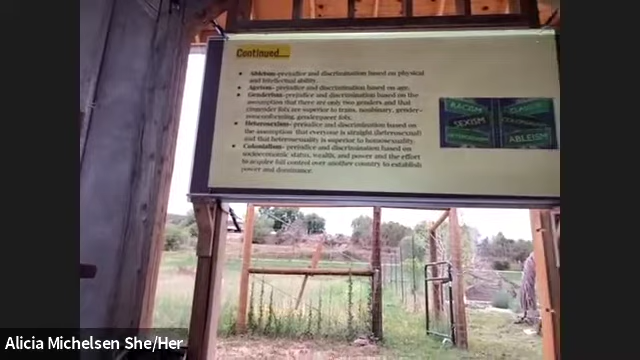 Continued....
• Ableism-prejudice and discrimination based on physical
and intellectual ability.
• Ageism- prejudice and discrimination based on age.
• Genderism-prejudice and discrimination based on the
assumption that there are only two genders and that
cisgender folx are superior to trans, nonbinary, gender-
nonconforming, genderqueer folx.
• Heterosexism- prejudice and discrimination based on
the assumption that everyone is straight (heterosexual)
and that heterosexuality is superior to homosexuality.
• Colonialism- prejudice and discrimination based on
socioeconomic status, wealth, and power and the effort
to acquire full control over another country to establish
power and dominance.
RACISM
SEXISM
ABLEISM
Alicia Michelsen She/Her